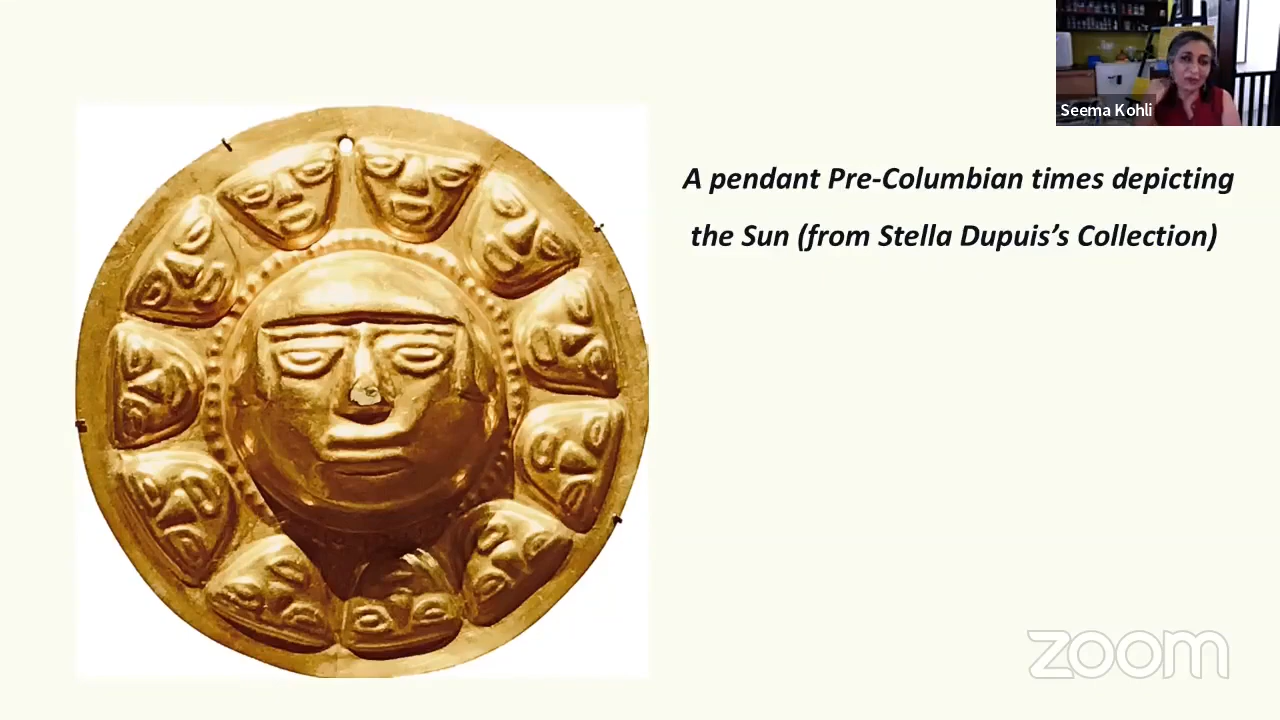 Seema Kohli
A pendant Pre-Columbian times depicting
the Sun (from Stella Dupuis’s Collection)
zoom